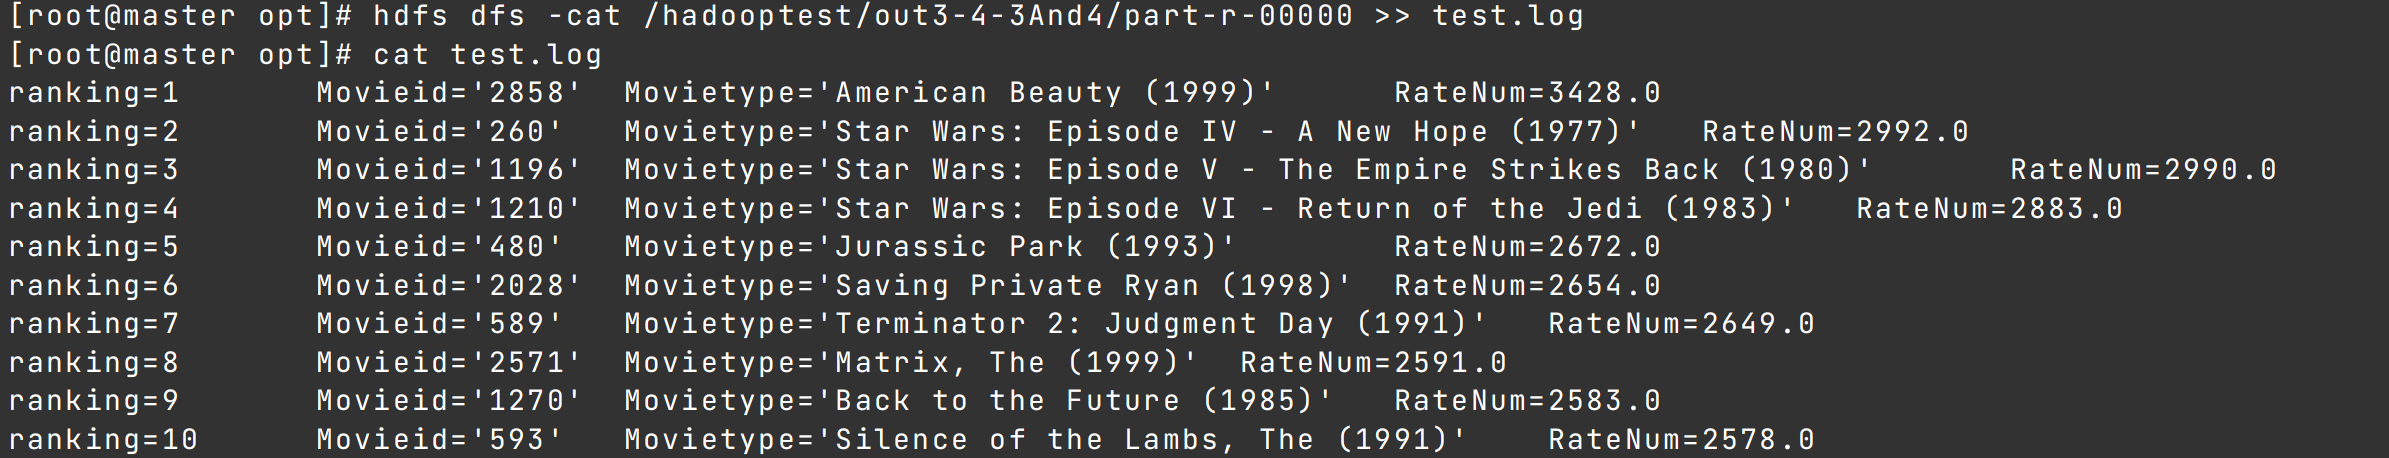 [root@master opt]# hdfs dfs -cat /hadooptest/out3-4-3And4/part-r-00000 >> test.log
[root@master opt]# cat test.log
ranking=1       Movieid='2858'  Movietype='American Beauty (1999)'      RateNum=3428.0
ranking=2       Movieid='260'   Movietype='Star Wars: Episode IV - A New Hope (1977)'   RateNum=2992.0
ranking=3       Movieid='1196'  Movietype='Star Wars: Episode V - The Empire Strikes Back (1980)'       RateNum=2990.0
ranking=4       Movieid='1210'  Movietype='Star Wars: Episode VI - Return of the Jedi (1983)'   RateNum=2883.0
ranking=5       Movieid='480'   Movietype='Jurassic Park (1993)'        RateNum=2672.0
ranking=6       Movieid='2028'  Movietype='Saving Private Ryan (1998)'  RateNum=2654.0
ranking=7       Movieid='589'   Movietype='Terminator 2: Judgment Day (1991)'   RateNum=2649.0
ranking=8       Movieid='2571'  Movietype='Matrix, The (1999)'  RateNum=2591.0
ranking=9       Movieid='1270'  Movietype='Back to the Future (1985)'   RateNum=2583.0
ranking=10      Movieid='593'   Movietype='Silence of the Lambs, The (1991)'    RateNum=2578.0